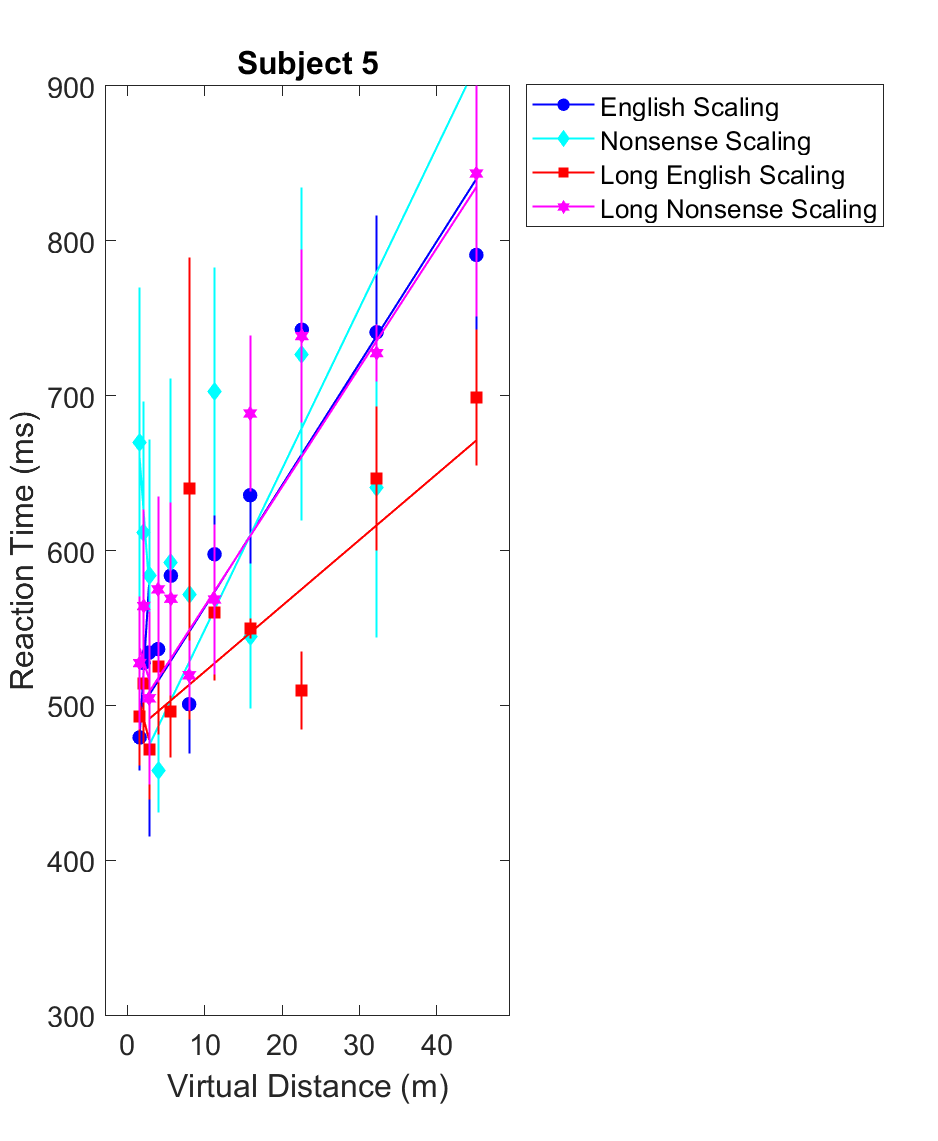 Subject 5
900
800
700
600
500
400
300
Reaction Time (ms)
0 10 20 30 40
Virtual Distance (m)
English Scaling
Nonsense Scaling
Long English Scaling
Long Nonsense Scaling